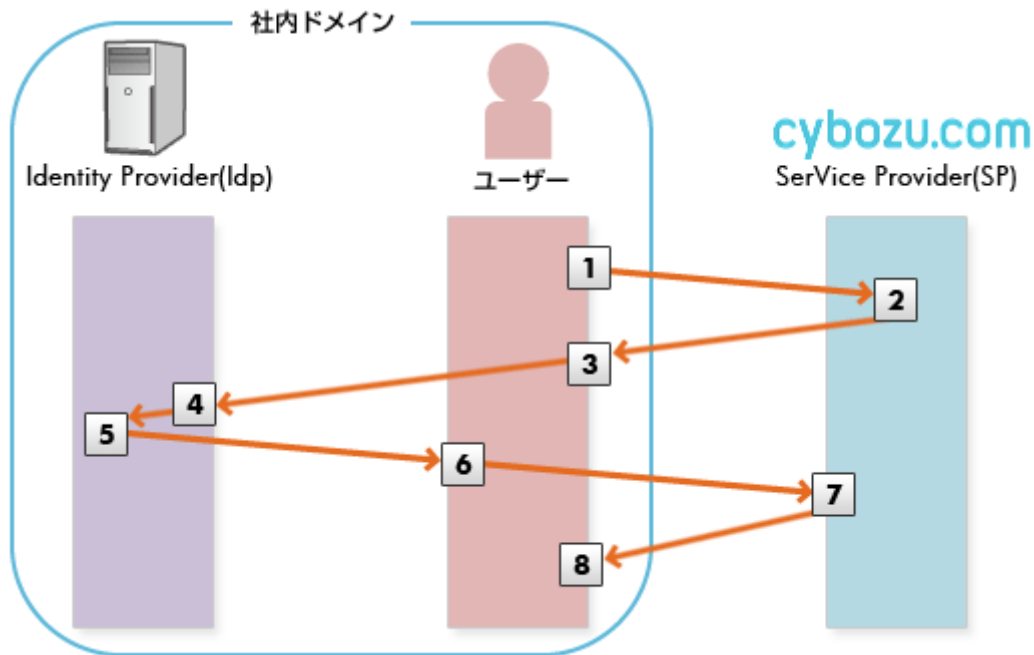 社内ドメイン
cybozu.com
Identity Provider(Idp)
ユーザー
SerVice Provider(SP)
1
2
3
4
5
6
7
8